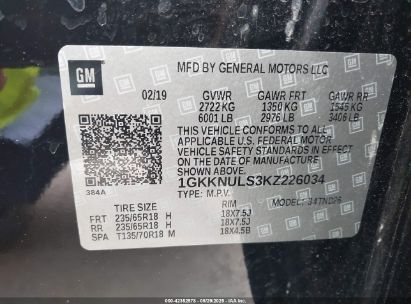 GM
MFD BY GENERAL MOTORS LLC
02/19 GVWR GAWR FRT GAWR RR
2722 KG 1350 KG 1545 KG
6001 LB 2976 LB 3406 LB
THIS VEHICLE CONFORMS TO ALL
APPLICABLE U.S. FEDERAL MOTOR
VEHICLE SAFETY AND THEFT PREVENTION
STANDARDS IN EFFECT ON THE DATE OF
MANUFACTURE SHOWN ABOVE.
1GKKNULS3KZ226034
384A
TYPE: M.P.V. MODEL:
RIM
FRT 235/65R18 H 18X7.5J
RR 235/65R18 H 18X7.5J
SPA T135/70R18 M 18X4.5B